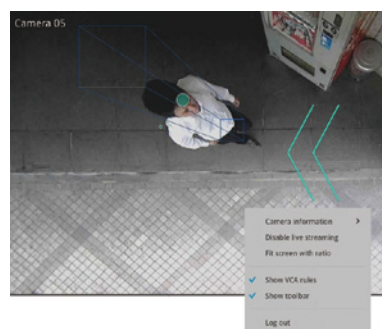 Camera 05
Camera information
Disable live streaming
Fit screen with ratio
Show VCA rules
Show toolbar
Log out